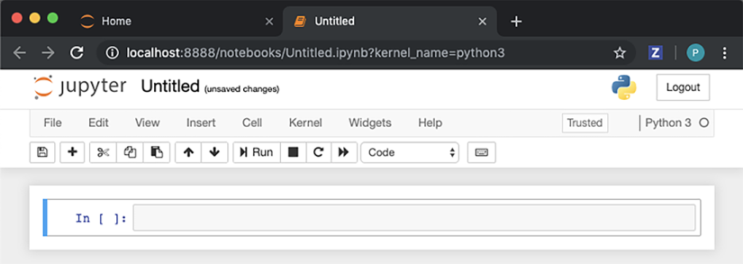 Home
Untitled
localhost:8888/notebooks/Untitled.ipynb?kernel_name=python3
Z
P
jupyter Untitled (unsaved changes)
Logout
File Edit View Insert Cell Kernel Widgets Help
Trusted
Python 3
Run
Code
In [ ]: